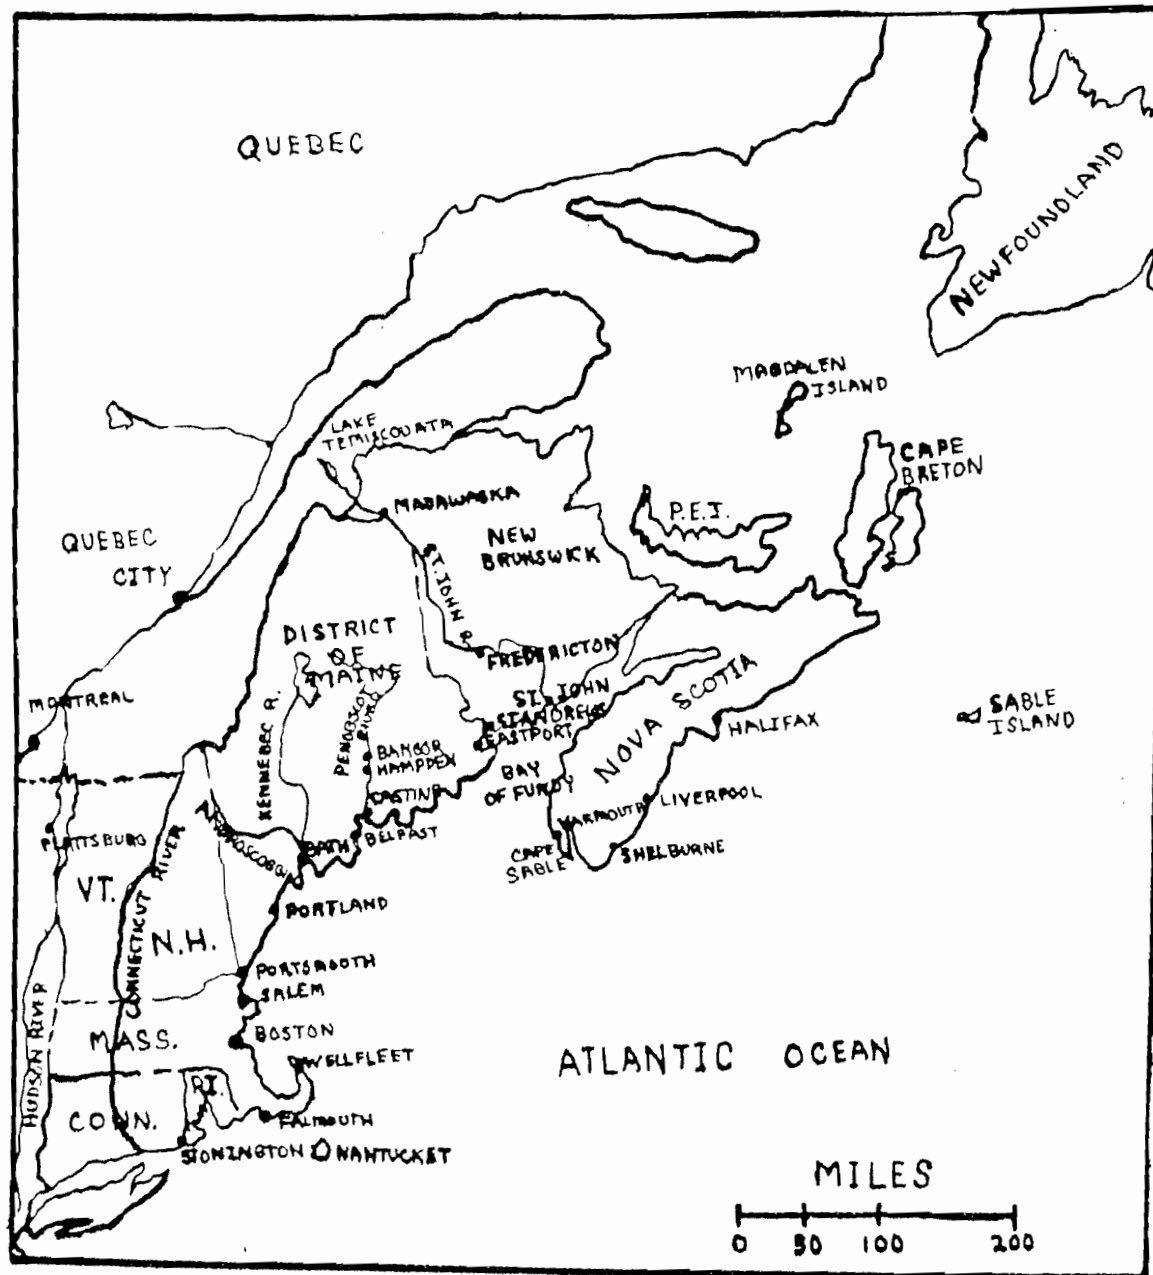 QUEBEC
NEWFOUNDLAND
MAGDALEN
ISLAND
LAKE
TEMISCOUATA
CAPE
BRETON
MADAWASKA
P.E.I.
QUEBEC
CITY
NEW
BRUNSWICK
ST. JOHN R.
DISTRICT
OF
MAINE
FREDERICTON
MONTREAL
KENNEBEC R.
PENOBSCOT
RIVER
ST. JOHN
ST ANDREWS
EASTPORT
NOVA SCOTIA
HALIFAX
SABLE
ISLAND
BANGOR
HAMPDEN
BAY
OF FUNDY
CASTINE
LIVERPOOL
YARMOUTH
PLATTSBURG
ANDROSCOGGIN
BATH
BELFAST
CAPE
SABLE
SHELBURNE
VT.
CONNECTICUT RIVER
N.H.
PORTLAND
PORTSMOOTH
SALEM
HUDSON RIVER
MASS.
BOSTON
WELLFLEET
ATLANTIC OCEAN
R.I.
CONN.
FALMOUTH
STONINGTON
NANTUCKET
MILES
0 50 100 200